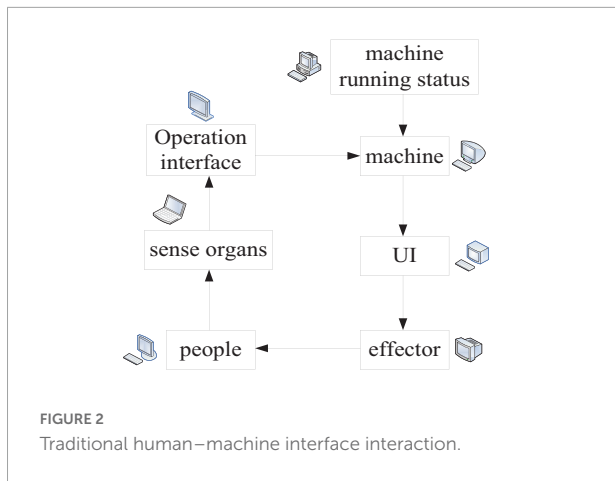 machine
running status
Operation
interface
machine
sense organs
UI
people
effector
FIGURE 2
Traditional human–machine interface interaction.